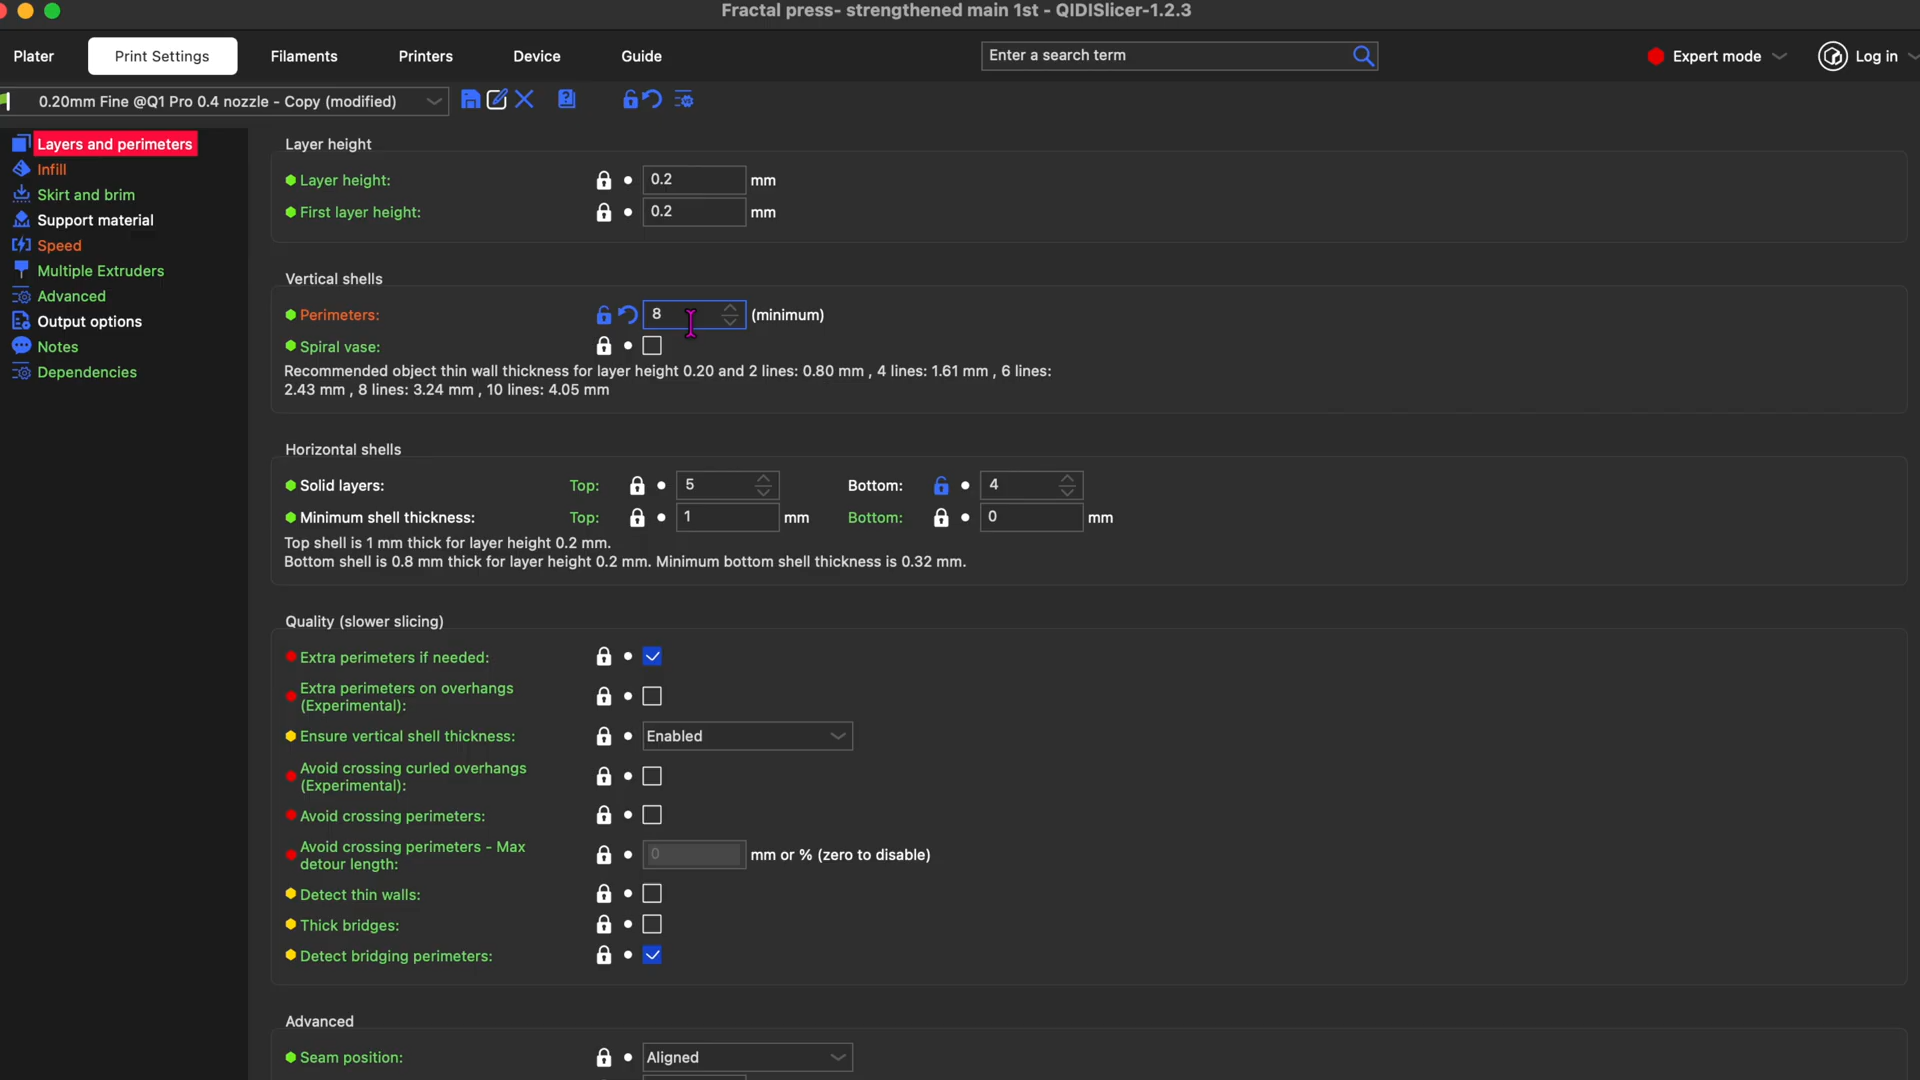 Fractal press- strengthened main 1st - QIDISlicer-1.2.3
Plater Print Settings Filaments Printers Device Guide Enter a search term Expert mode Log in
0.20mm Fine @Q1 Pro 0.4 nozzle - Copy (modified)
Layers and perimeters
Infill
Skirt and brim
Support material
Speed
Multiple Extruders
Advanced
Output options
Notes
Dependencies
Layer height
Layer height: 0.2 mm
First layer height: 0.2 mm
Vertical shells
Perimeters: 8 (minimum)
Spiral vase:
Recommended object thin wall thickness for layer height 0.20 and 2 lines: 0.80 mm , 4 lines: 1.61 mm , 6 lines:
2.43 mm , 8 lines: 3.24 mm , 10 lines: 4.05 mm
Horizontal shells
Solid layers: Top: 5 Bottom: 4
Minimum shell thickness: Top: 1 mm Bottom: 0 mm
Top shell is 1 mm thick for layer height 0.2 mm.
Bottom shell is 0.8 mm thick for layer height 0.2 mm. Minimum bottom shell thickness is 0.32 mm.
Quality (slower slicing)
Extra perimeters if needed:
Extra perimeters on overhangs
(Experimental):
Ensure vertical shell thickness: Enabled
Avoid crossing curled overhangs
(Experimental):
Avoid crossing perimeters:
Avoid crossing perimeters - Max
detour length: 0 mm or % (zero to disable)
Detect thin walls:
Thick bridges:
Detect bridging perimeters:
Advanced
Seam position: Aligned